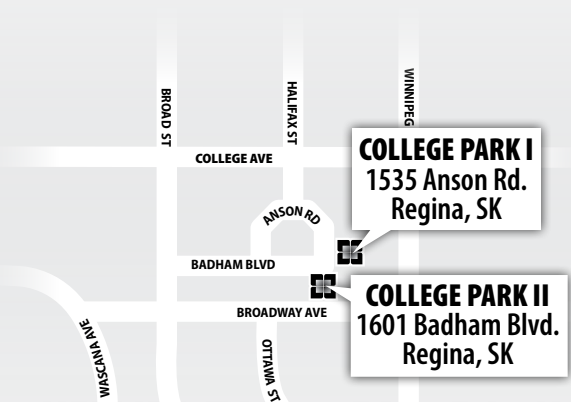 BROAD ST
HALIFAX ST
WINNIPEG
COLLEGE AVE
COLLEGE PARK I
1535 Anson Rd.
Regina, SK
ANSON RD
BADHAM BLVD
COLLEGE PARK II
1601 Badham Blvd.
Regina, SK
BROADWAY AVE
WASCANA AVE
OTTAWA ST